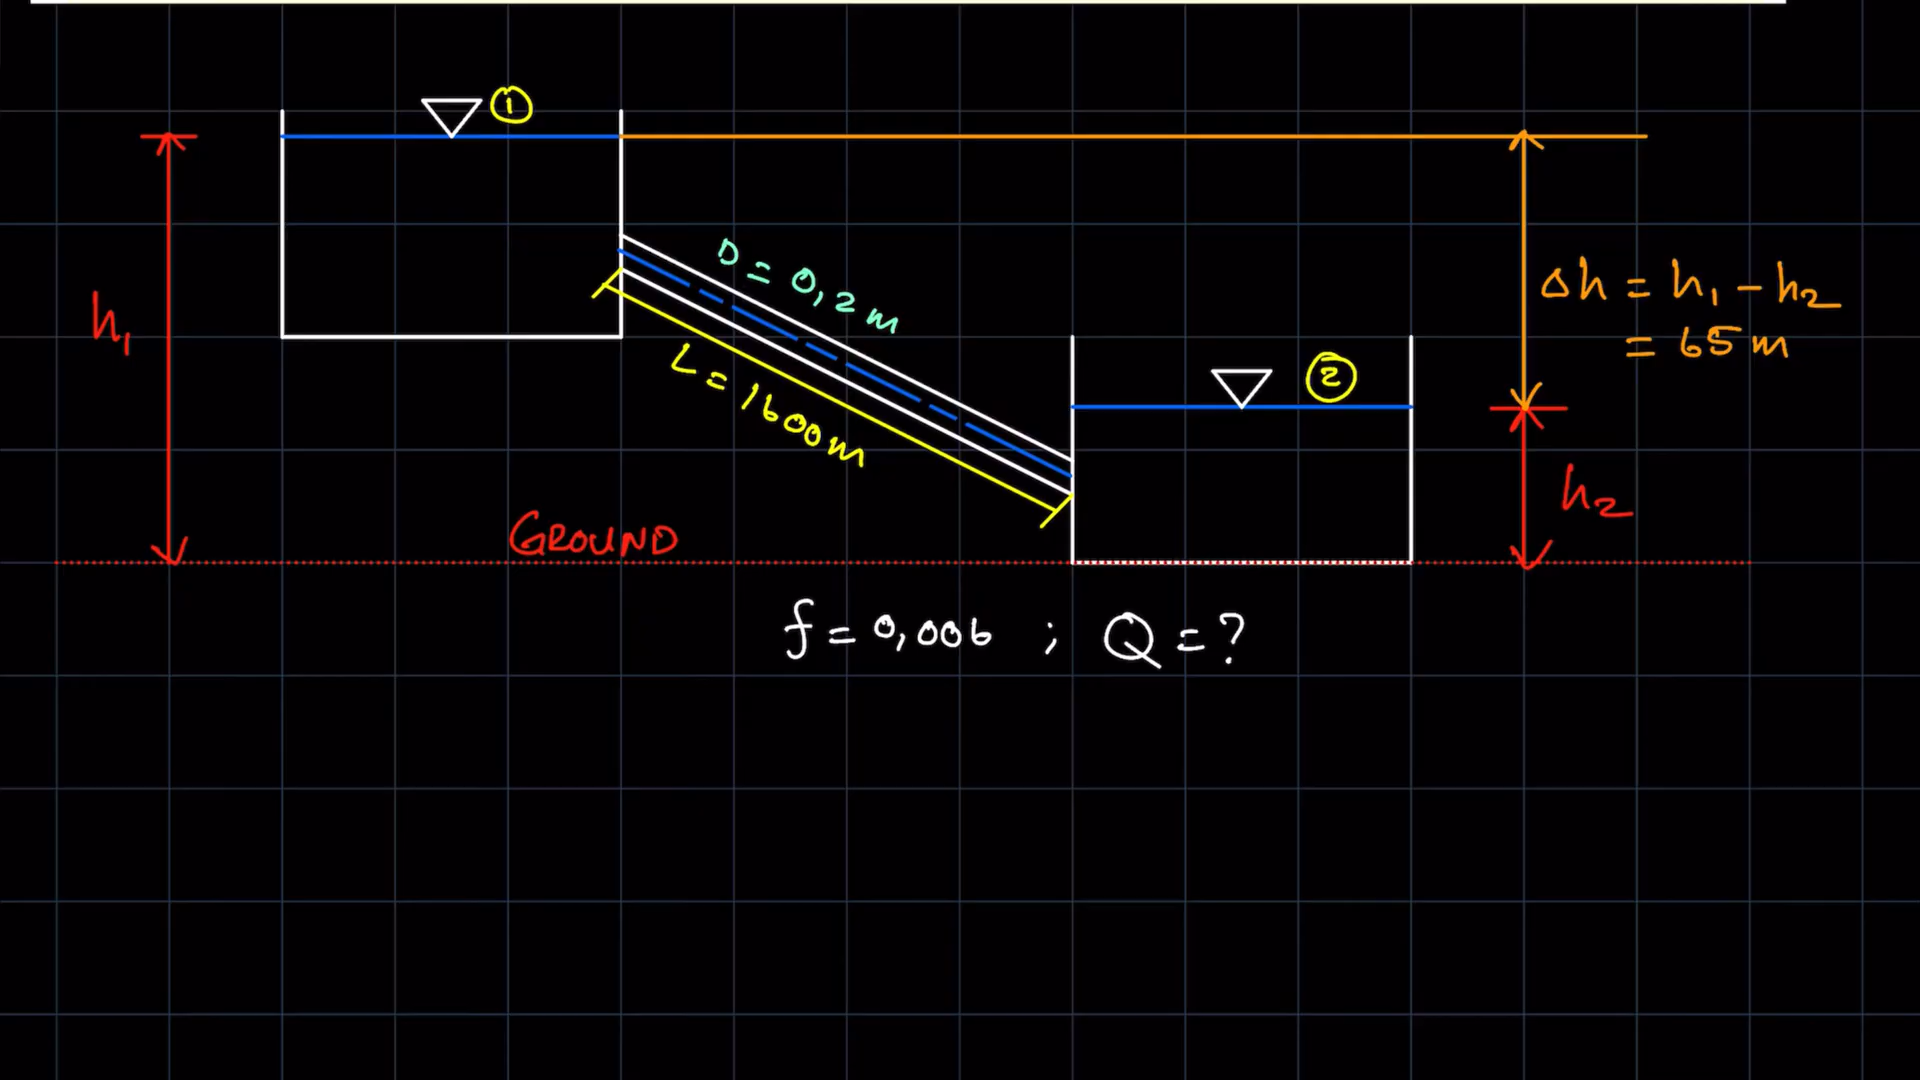 ①
h₁
D = 0,2 m
Δh = h₁ - h₂
= 65 m
L = 1600 m
②
h₂
GROUND
f = 0,006 ; Q = ?